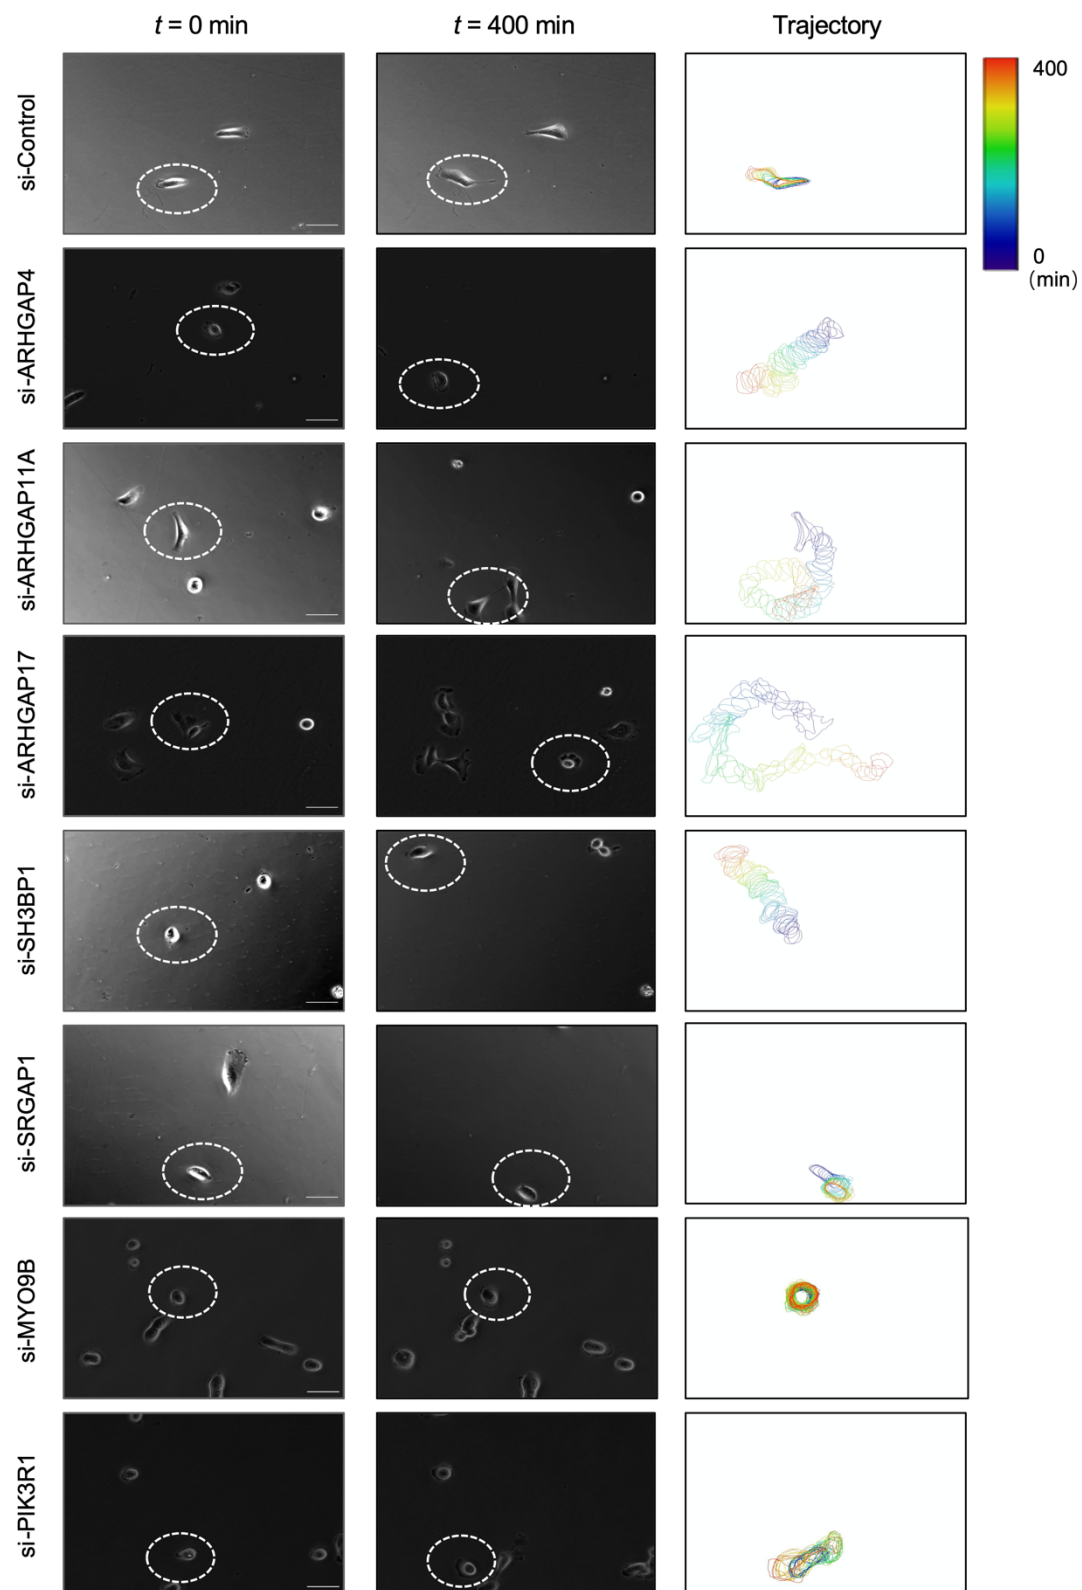 t = 0 min
t = 400 min
Trajectory
400
0
(min)
si-Control
si-ARHGAP4
si-ARHGAP11A
si-ARHGAP17
si-SH3BP1
si-SRGAP1
si-MYO9B
si-PIK3R1